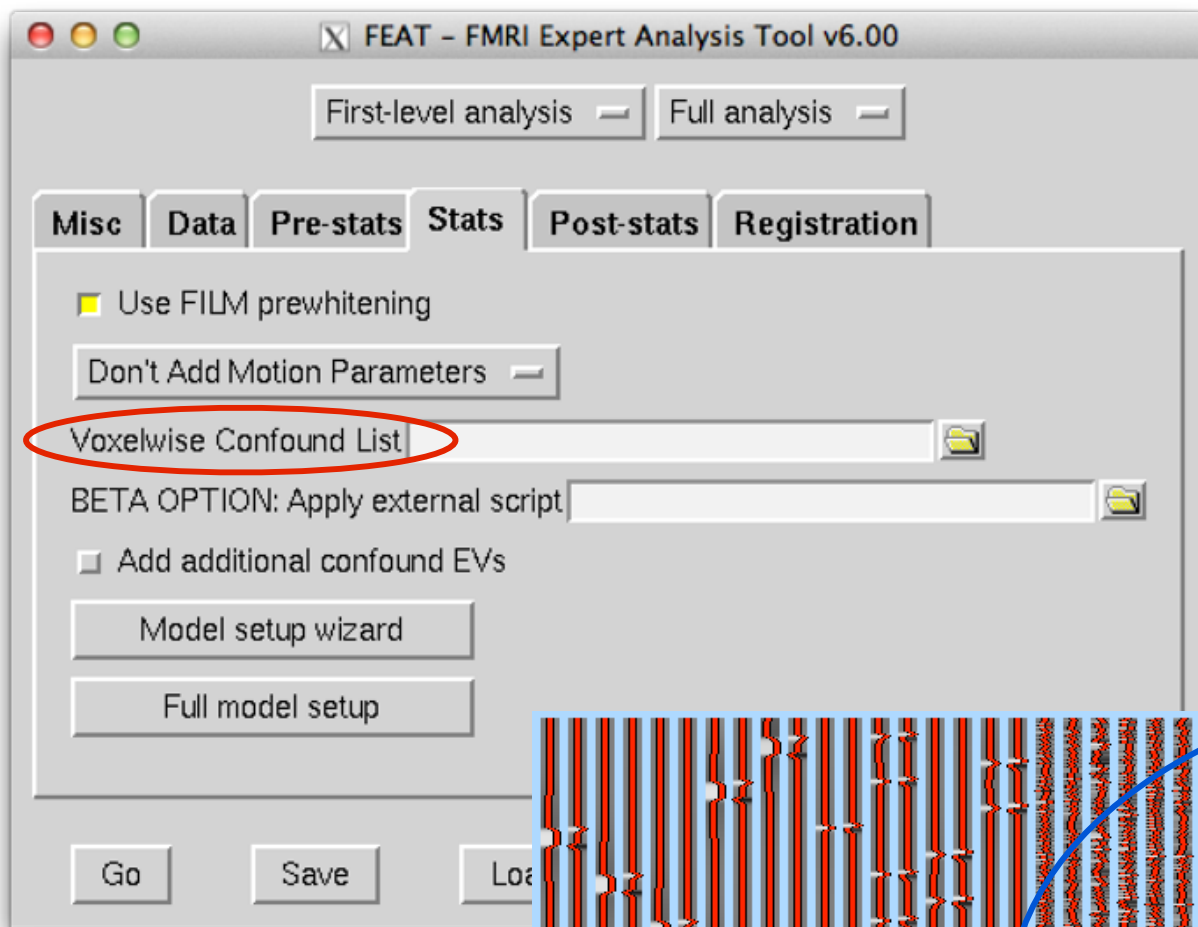 FEAT - FMRI Expert Analysis Tool v6.00
First-level analysis Full analysis
Misc Data Pre-stats Stats Post-stats Registration
Use FILM prewhitening
Don't Add Motion Parameters
Voxelwise Confound List
BETA OPTION: Apply external script
Add additional confound EVs
Model setup wizard
Full model setup
Go Save